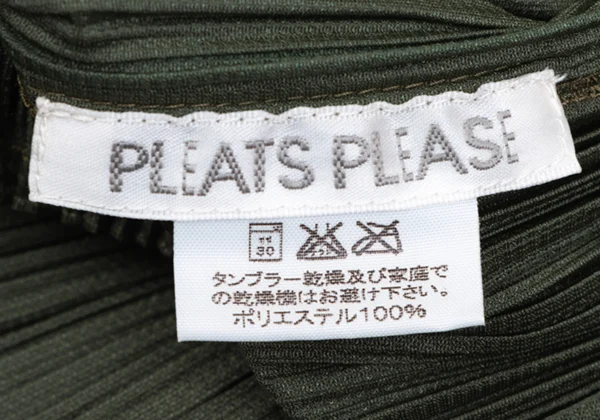 PLEATS PLEASE
30
タンブラー乾燥及び家庭で
の乾燥機はお避け下さい。
ポリエステル100%